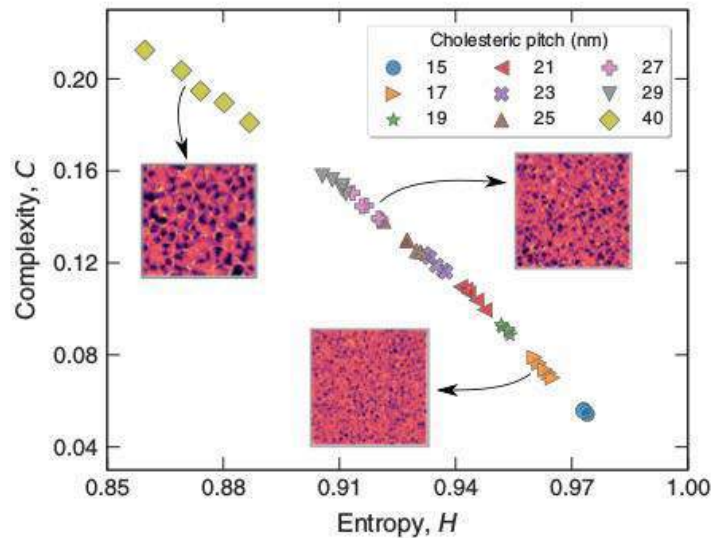 Cholesteric pitch (nm)
15 21 27
17 23 29
19 25 40
0.20
0.16
0.12
0.08
0.04
Complexity, C
0.85 0.88 0.91 0.94 0.97 1.00
Entropy, H